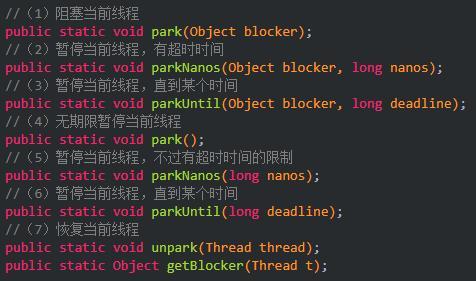 //（1）阻塞当前线程
public static void park(Object blocker);
//（2）暂停当前线程，有超时时间
public static void parkNanos(Object blocker, long nanos);
//（3）暂停当前线程，直到某个时间
public static void parkUntil(Object blocker, long deadline);
//（4）无期限暂停当前线程
public static void park();
//（5）暂停当前线程，不过有超时时间的限制
public static void parkNanos(long nanos);
//（6）暂停当前线程，直到某个时间
public static void parkUntil(long deadline);
//（7）恢复当前线程
public static void unpark(Thread thread);
public static Object getBlocker(Thread t);